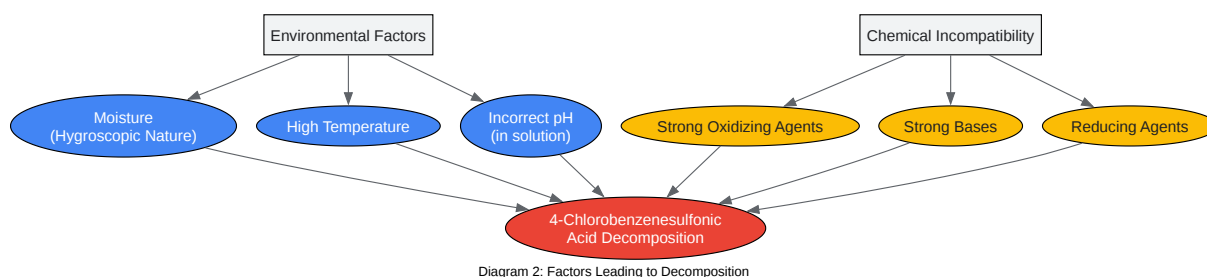 Environmental Factors
Chemical Incompatibility
Moisture
(Hygroscopic Nature)
High Temperature
Incorrect pH
(in solution)
Strong Oxidizing Agents
Strong Bases
Reducing Agents
4-Chlorobenzenesulfonic
Acid Decomposition
Diagram 2: Factors Leading to Decomposition